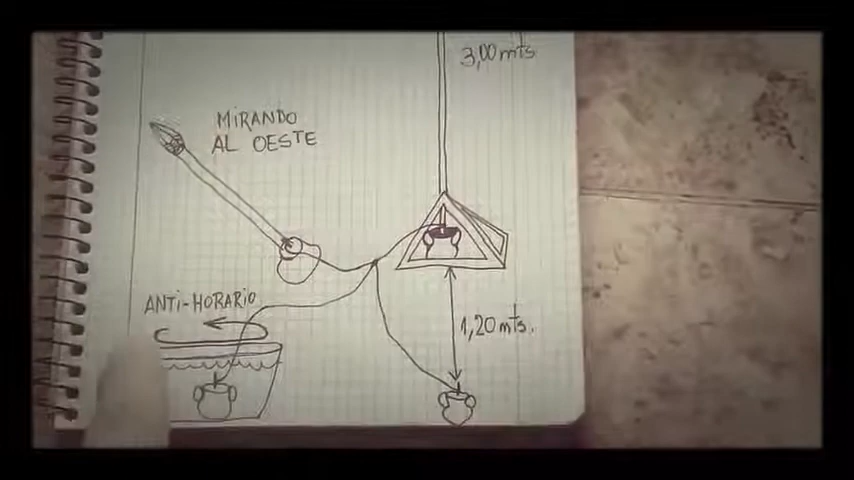 3,00 mts
MIRANDO
AL OESTE
ANTI-HORARIO
1,20 mts.